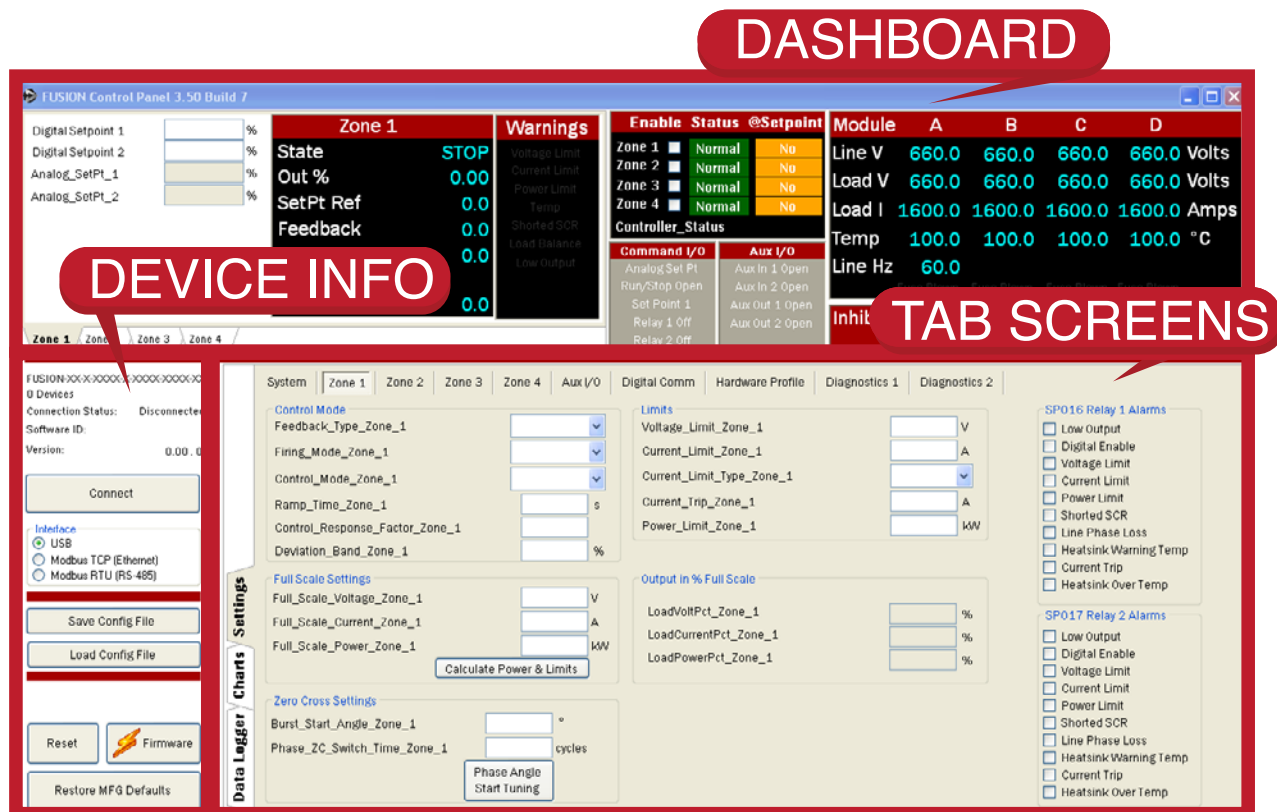 DASHBOARD
FUSION Control Panel 3.50 Build 7
Digital Setpoint 1 %
Digital Setpoint 2 %
Analog_SetPt_1 %
Analog_SetPt_2 %
Zone 1
State STOP
Out % 0.00
SetPt Ref 0.0
Feedback 0.0
0.0
0.0
Warnings
Voltage Limit
Current Limit
Power Limit
Temp
Shorted SCR
Load Balance
Low Output
Enable Status @Setpoint
Zone 1 Normal No
Zone 2 Normal No
Zone 3 Normal No
Zone 4 Normal No
Controller_Status
Command I/O
Analog Set Pt
Run/Stop Open
Set Point 1
Relay 1 Off
Relay 2 Off
Aux I/O
Aux In 1 Open
Aux In 2 Open
Aux Out 1 Open
Aux Out 2 Open
Module A B C D
Line V 660.0 660.0 660.0 660.0 Volts
Load V 660.0 660.0 660.0 660.0 Volts
Load I 1600.0 1600.0 1600.0 1600.0 Amps
Temp 100.0 100.0 100.0 100.0 °C
Line Hz 60.0
DEVICE INFO
TAB SCREENS
Zone 1 Zone 3 Zone 4
FUSION-XX-X-XXXX-X-XXXX-XXXX-XX
0 Devices
Connection Status: Disconnected
Software ID:
Version: 0.00 . 0
Connect
Interface
USB
Modbus TCP (Ethernet)
Modbus RTU (RS-485)
Save Config File
Load Config File
Reset
Firmware
Restore MFG Defaults
Settings
Charts
Data Logger
System Zone 1 Zone 2 Zone 3 Zone 4 Aux I/O Digital Comm Hardware Profile Diagnostics 1 Diagnostics 2
Control Mode
Feedback_Type_Zone_1
Firing_Mode_Zone_1
Control_Mode_Zone_1
Ramp_Time_Zone_1 s
Control_Response_Factor_Zone_1
Deviation_Band_Zone_1 %
Full Scale Settings
Full_Scale_Voltage_Zone_1 V
Full_Scale_Current_Zone_1 A
Full_Scale_Power_Zone_1 kW
Calculate Power & Limits
Zero Cross Settings
Burst_Start_Angle_Zone_1 °
Phase_ZC_Switch_Time_Zone_1 cycles
Phase Angle
Start Tuning
Limits
Voltage_Limit_Zone_1 V
Current_Limit_Zone_1 A
Current_Limit_Type_Zone_1
Current_Trip_Zone_1 A
Power_Limit_Zone_1 kW
Output in % Full Scale
LoadVoltPct_Zone_1 %
LoadCurrentPct_Zone_1 %
LoadPowerPct_Zone_1 %
SP016 Relay 1 Alarms
Low Output
Digital Enable
Voltage Limit
Current Limit
Power Limit
Shorted SCR
Line Phase Loss
Heatsink Warning Temp
Current Trip
Heatsink Over Temp
SP017 Relay 2 Alarms
Low Output
Digital Enable
Voltage Limit
Current Limit
Power Limit
Shorted SCR
Line Phase Loss
Heatsink Warning Temp
Current Trip
Heatsink Over Temp